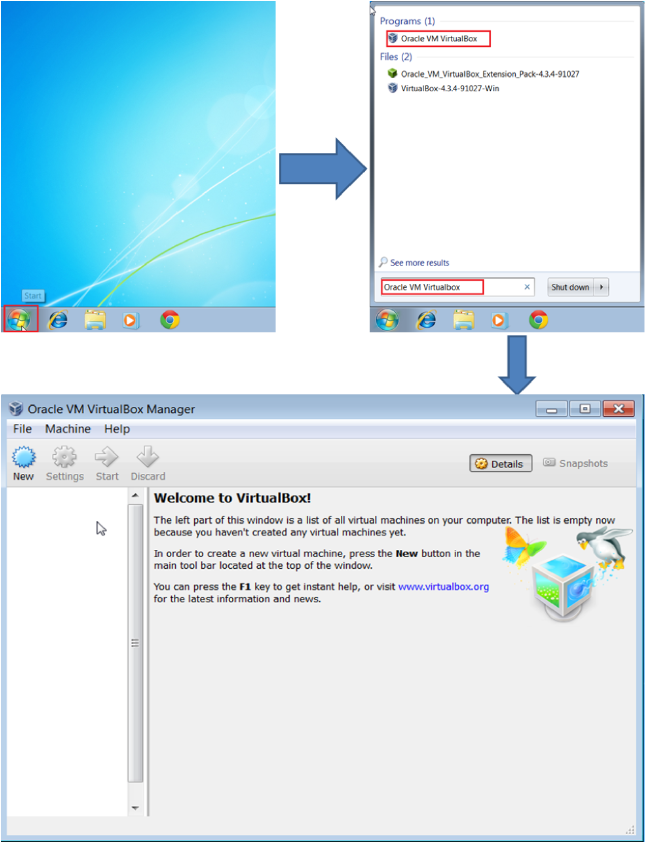 Start
Programs (1)
Oracle VM VirtualBox
Files (2)
Oracle_VM_VirtualBox_Extension_Pack-4.3.4-91027
VirtualBox-4.3.4-91027-Win
See more results
Oracle VM Virtualbox
Shut down
Oracle VM VirtualBox Manager
File Machine Help
New Settings Start Discard
Details Snapshots
Welcome to VirtualBox!
The left part of this window is a list of all virtual machines on your computer. The list is empty now
because you haven't created any virtual machines yet.
In order to create a new virtual machine, press the New button in the
main tool bar located at the top of the window.
You can press the F1 key to get instant help, or visit www.virtualbox.org
for the latest information and news.